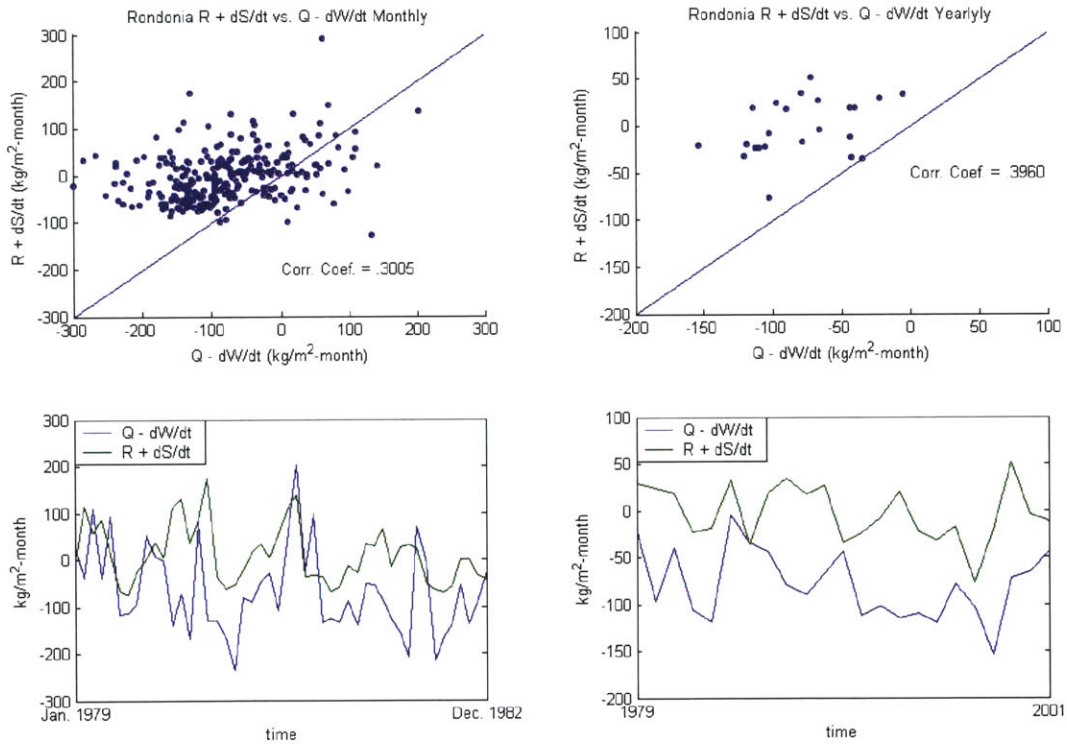 Rondonia R + dS/dt vs. Q - dW/dt Monthly
300
200
100
0
-100
-200
-300
R + dS/dt (kg/m²-month)
Corr. Coef. = .3005
-300
-200
-100
0
100
200
300
Q - dW/dt (kg/m²-month)
Rondonia R + dS/dt vs. Q - dW/dt Yearlyly
100
50
0
-50
-100
-150
-200
R + dS/dt (kg/m²-month)
Corr. Coef = .3960
-200
-150
-100
-50
0
50
100
Q - dW/dt (kg/m²-month)
300
200
100
0
-100
-200
-300
kg/m²-month
Q - dW/dt
R + dS/dt
Jan. 1979
Dec. 1982
time
100
50
0
-50
-100
-150
-200
kg/m²-month
Q - dW/dt
R + dS/dt
1979
2001
time